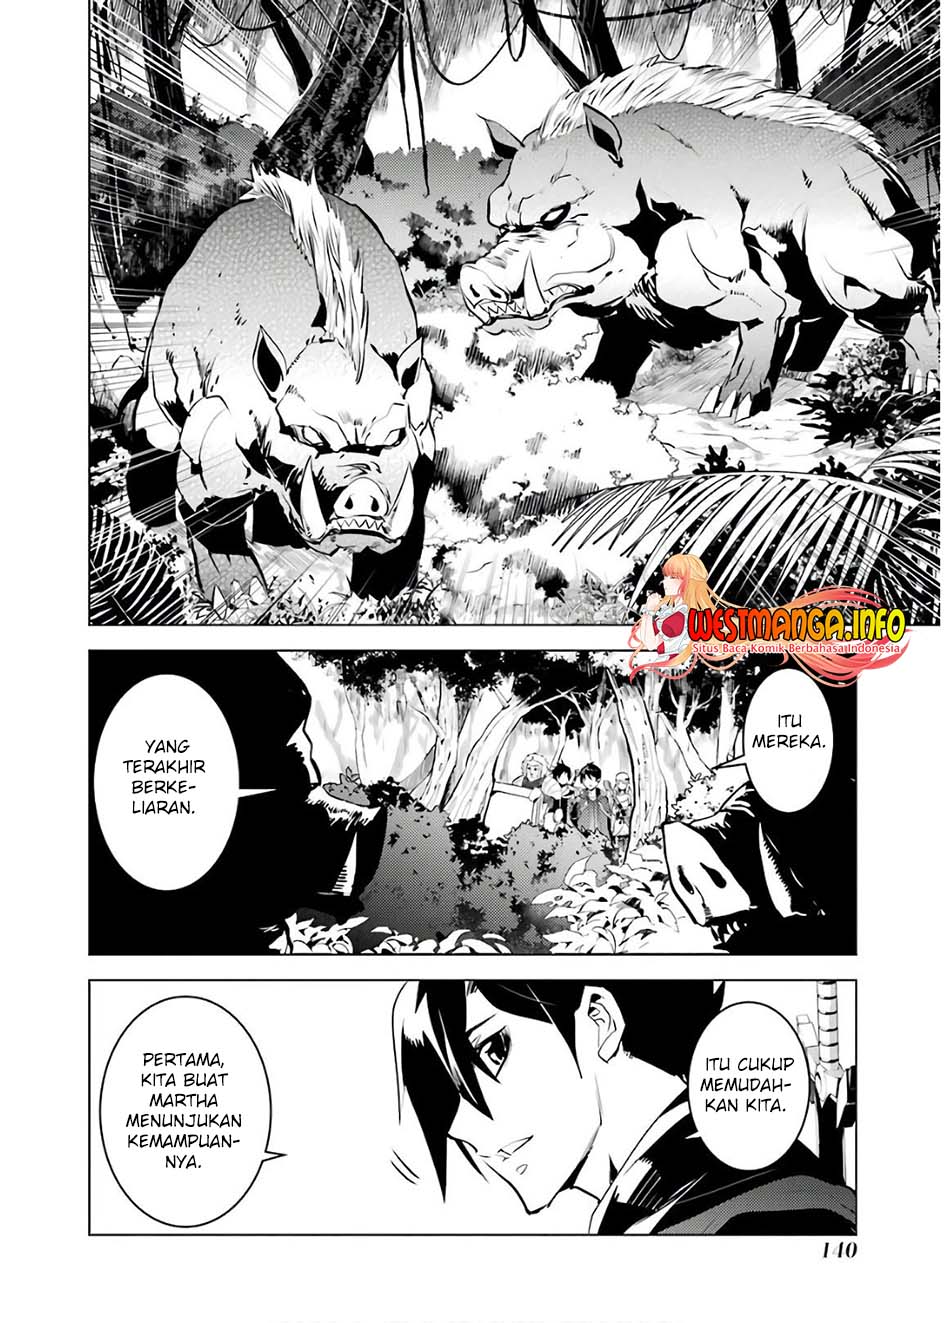 WESTMANGA.INFO
Situs Baca Komik Berbahasa Indonesia
ITU
MEREKA.
YANG
TERAKHIR
BERKE-
LIARAN.
ITU CUKUP
MEMUDAH-
KAN KITA.
PERTAMA,
KITA BUAT
MARTHA
MENUNJUKAN
KEMAMPUAN-
NYA.
140